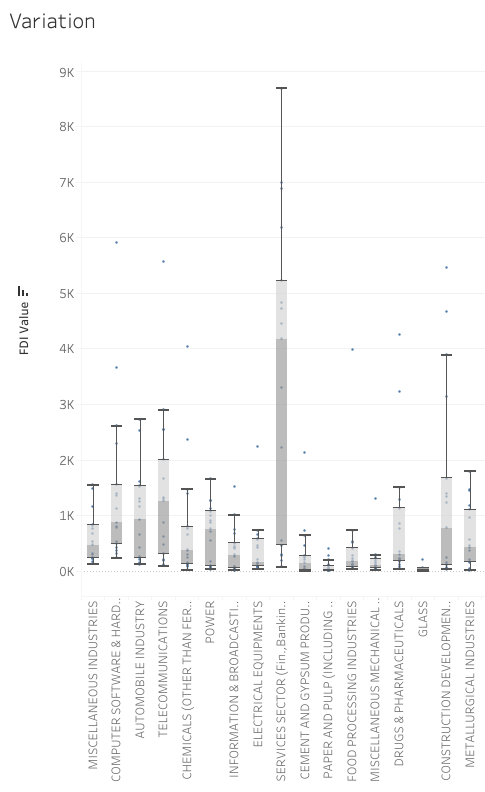 Variation
FDI Value
9K
8K
7K
6K
5K
4K
3K
2K
1K
0K
MISCELLANEOUS INDUSTRIES
COMPUTER SOFTWARE & HARD..
AUTOMOBILE INDUSTRY
TELECOMMUNICATIONS
CHEMICALS (OTHER THAN FER..
POWER
INFORMATION & BROADCASTI..
ELECTRICAL EQUIPMENTS
SERVICES SECTOR (Fin.,Bankin..
CEMENT AND GYPSUM PRODU..
PAPER AND PULP (INCLUDING ..
FOOD PROCESSING INDUSTRIES
MISCELLANEOUS MECHANICAL..
DRUGS & PHARMACEUTICALS
GLASS
CONSTRUCTION DEVELOPMEN..
METALLURGICAL INDUSTRIES